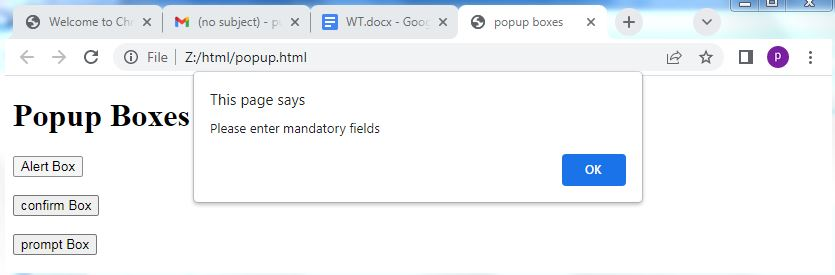 Welcome to Chr
(no subject) - pu
WT.docx - Goog
popup boxes
File
Z:/html/popup.html
P
This page says
Please enter mandatory fields
OK
Popup Boxes
Alert Box
confirm Box
prompt Box